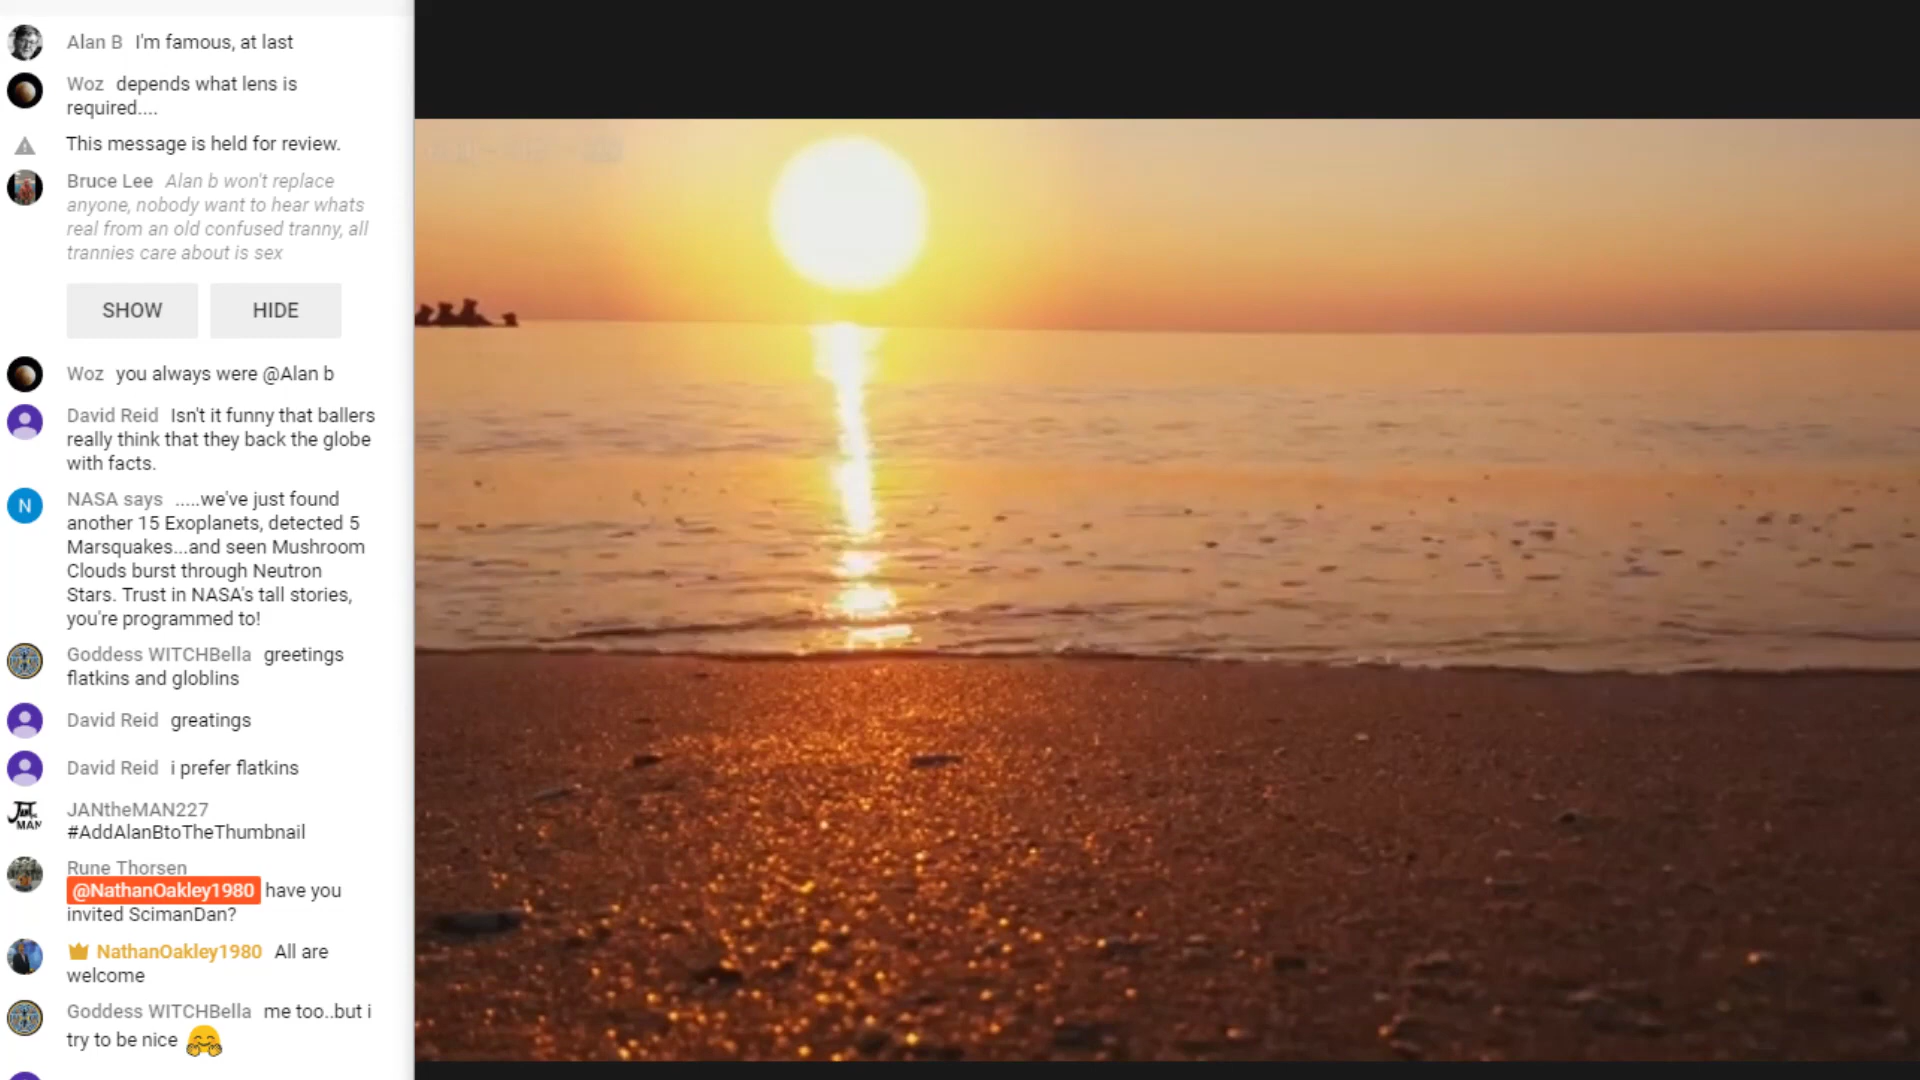 Alan B I'm famous, at last
Woz depends what lens is
required....
This message is held for review.
Bruce Lee Alan b won't replace
anyone, nobody want to hear whats
real from an old confused tranny, all
trannies care about is sex
SHOW HIDE
Woz you always were @Alan b
David Reid Isn't it funny that ballers
really think that they back the globe
with facts.
N
NASA says .....we've just found
another 15 Exoplanets, detected 5
Marsquakes...and seen Mushroom
Clouds burst through Neutron
Stars. Trust in NASA's tall stories,
you're programmed to!
Goddess WITCHBella greetings
flatkins and globlins
David Reid greatings
David Reid i prefer flatkins
JANtheMAN227
#AddAlanBtoTheThumbnail
Rune Thorsen
@NathanOakley1980 have you
invited ScimanDan?
NathanOakley1980 All are
welcome
Goddess WITCHBella me too..but i
try to be nice